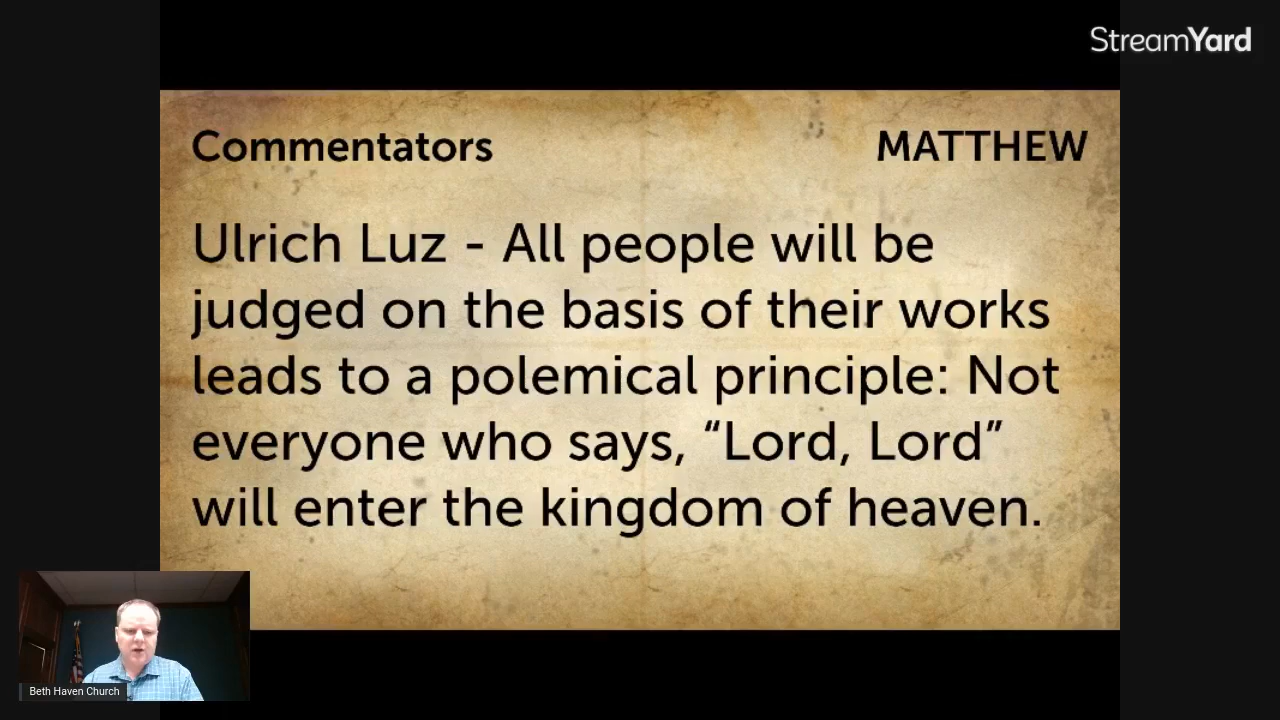 StreamYard
Commentators MATTHEW
Ulrich Luz - All people will be
judged on the basis of their works
leads to a polemical principle: Not
everyone who says, “Lord, Lord”
will enter the kingdom of heaven.
Beth Haven Church